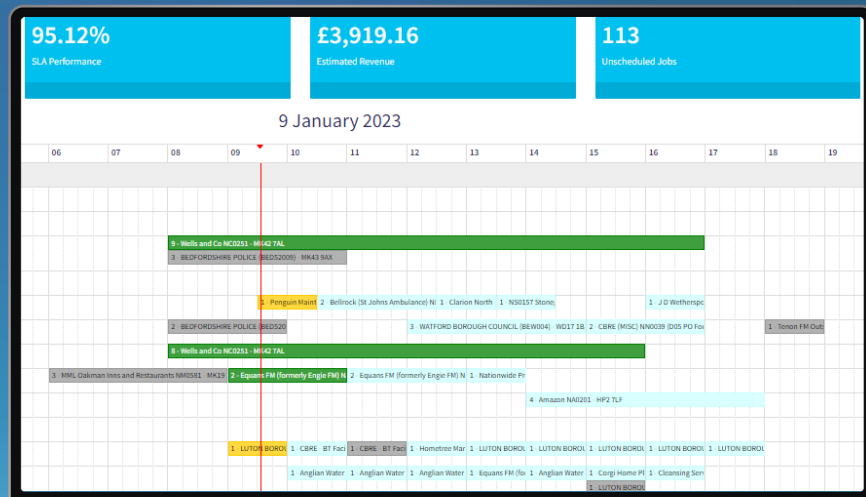 95.12%
SLA Performance
£3,919.16
Estimated Revenue
113
Unscheduled Jobs
9 January 2023
06 07 08 09 10 11 12 13 14 15 16 17 18 19
9 - Wells and Co NC0251 - MK42 7AL
3 - BEDFORDSHIRE POLICE (BED52009) - MK43 9AX
1 - Penguin Maint 2 - Bellrock (St Johns Ambulance) NI 1 - Clarion North 1 - NS0157 Stone 1 - J D Wetherspo
2 - BEDFORDSHIRE POLICE (BED520 3 - WATFORD BOROUGH COUNCIL (BEW004) - WD17 1B 2 - CBRE (MISC) NN0039 (D05 PO For 1 - Tenon FM Out
8 - Wells and Co NC0251 - MK42 7AL
3 - MML Oakman Inns and Restaurants NM0581 - MK19 2 - Equans FM (formerly Engie FM) N 2 - Equans FM (formerly Engie FM) N 1 - Nationwide Pr
4 - Amazon NA0201 - HP2 7LF
1 - LUTON BOROU 1 - CBRE - BT Faci 1 - CBRE - BT Faci 1 - Hometree Mar 1 - LUTON BOROU 1 - LUTON BOROU 1 - LUTON BOROU 1 - LUTON BOROU
1 - Anglian Water 1 - Anglian Water 1 - Anglian Water 1 - Equans FM (fo 1 - Anglian Water 1 - Corgi Home Pl 1 - Cleansing Serv
1 - LUTON BOROU